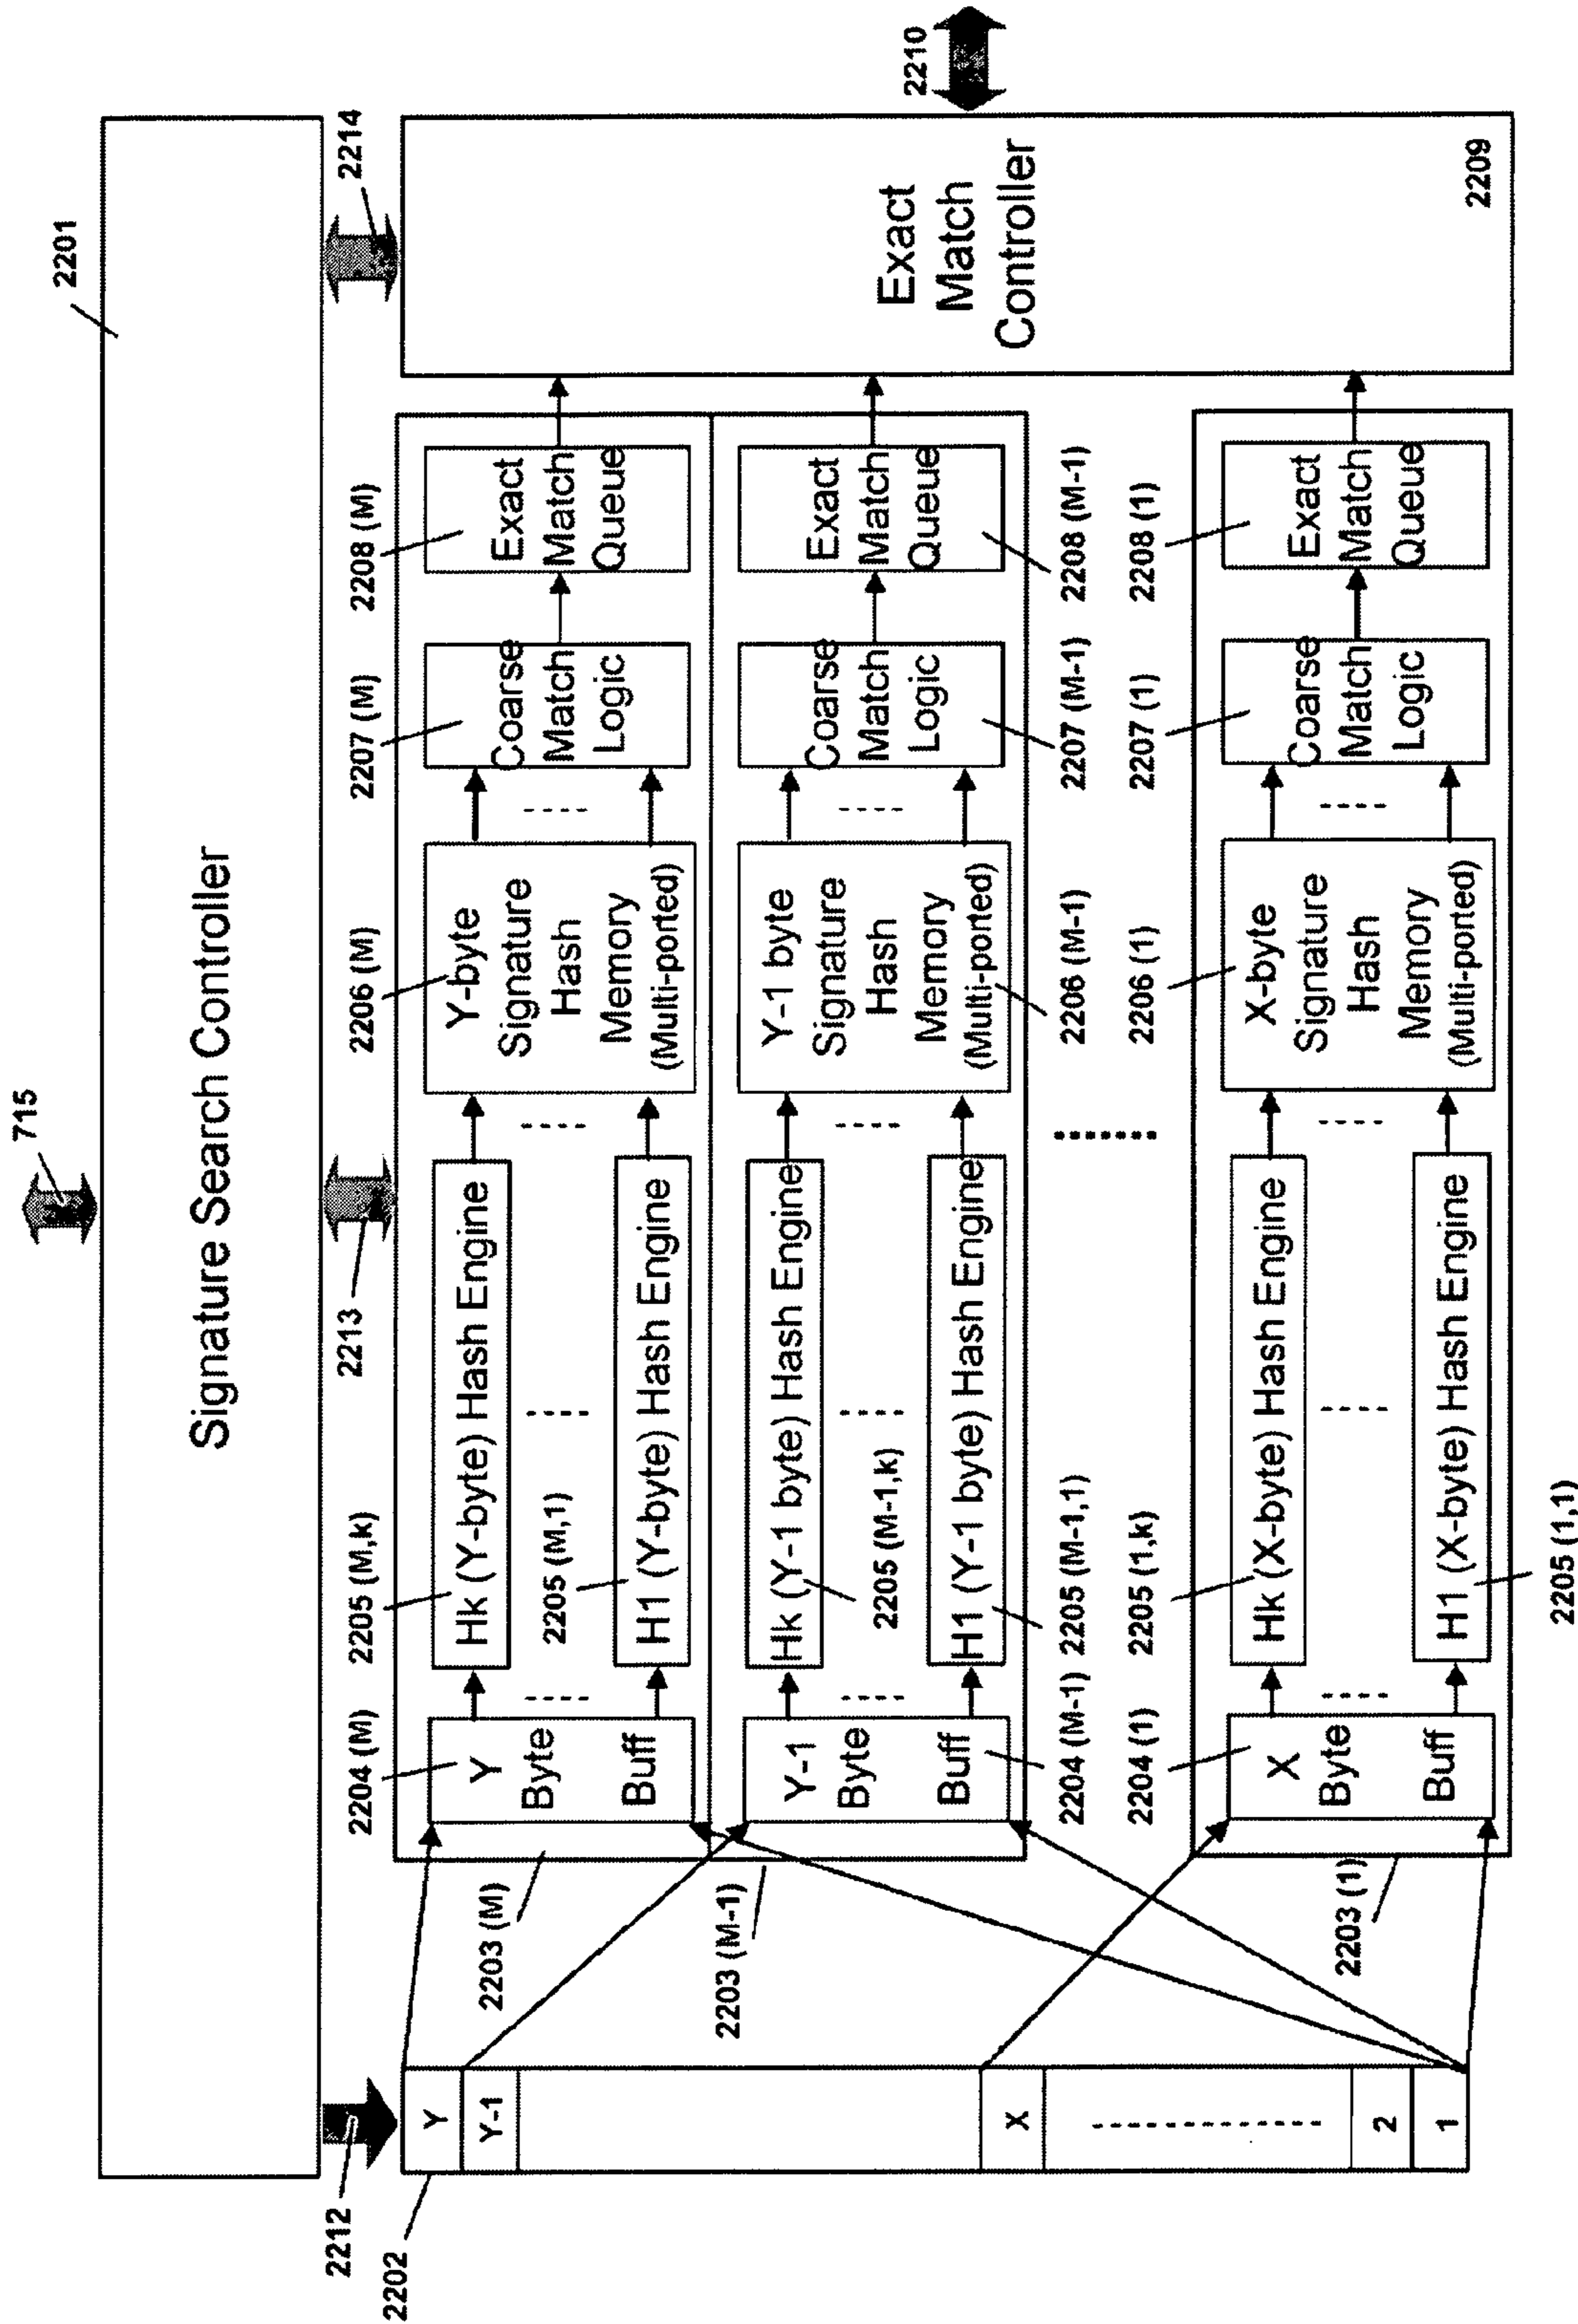 715
2201
Signature Search Controller
2212
2213
2214
2202
Y
Y-1
X
2
1
2203 (M)
2204 (M)
2205 (M,k)
2206 (M)
2207 (M)
2208 (M)
Y
Byte
Buff
Hk (Y-byte) Hash Engine
2205 (M,1)
H1 (Y-byte) Hash Engine
Y-byte
Signature
Hash
Memory
(Multi-ported)
Coarse
Match
Logic
Exact
Match
Queue
2203 (M-1)
Y-1
Byte
Buff
Hk (Y-1 byte) Hash Engine
2205 (M-1,k)
H1 (Y-1 byte) Hash Engine
Y-1 byte
Signature
Hash
Memory
(Multi-ported)
Coarse
Match
Logic
Exact
Match
Queue
2204 (M-1)
2205 (M-1,1)
2206 (M-1)
2207 (M-1)
2208 (M-1)
2204 (1)
2205 (1,k)
2206 (1)
2207 (1)
2208 (1)
2203 (1)
X
Byte
Buff
Hk (X-byte) Hash Engine
H1 (X-byte) Hash Engine
2205 (1,1)
X-byte
Signature
Hash
Memory
(Multi-ported)
Coarse
Match
Logic
Exact
Match
Queue
Exact
Match
Controller
2209
2210